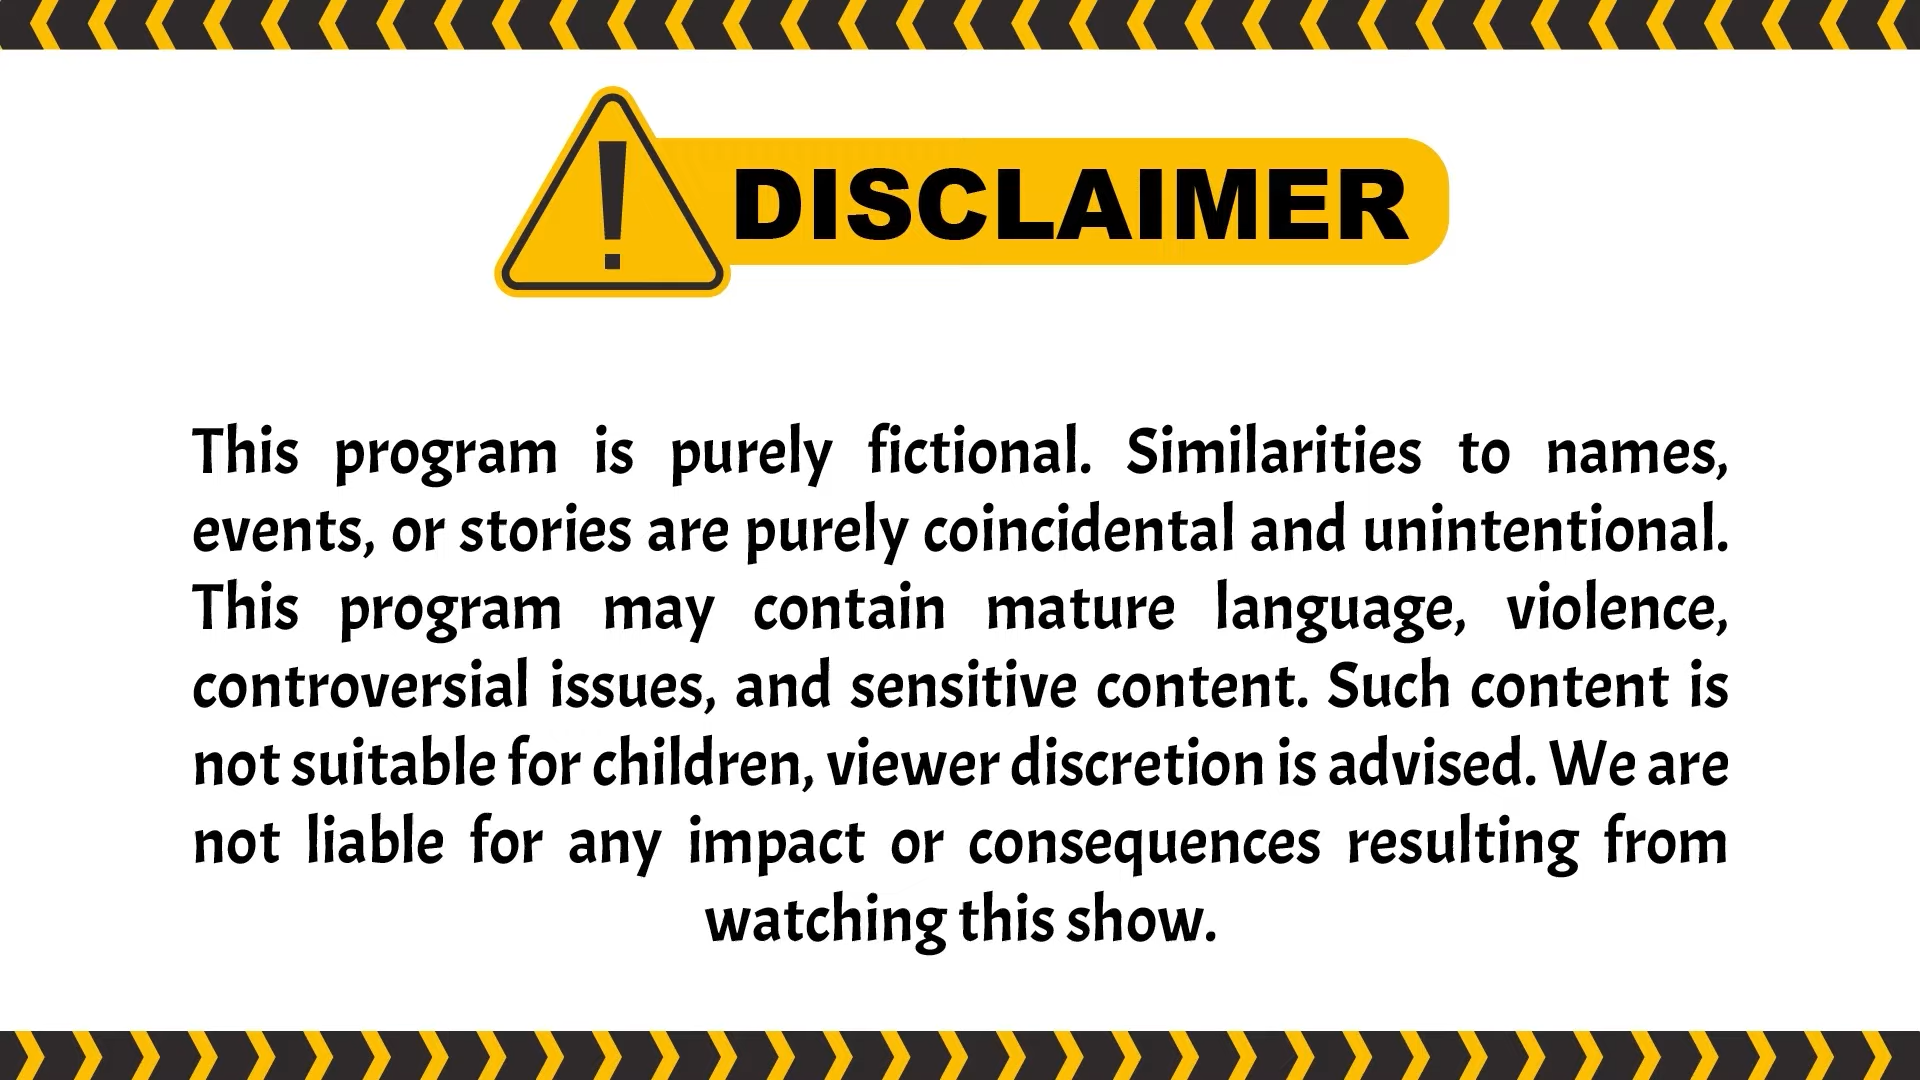 DISCLAIMER
This program is purely fictional. Similarities to names,
events, or stories are purely coincidental and unintentional.
This program may contain mature language, violence,
controversial issues, and sensitive content. Such content is
not suitable for children, viewer discretion is advised. We are
not liable for any impact or consequences resulting from
watching this show.